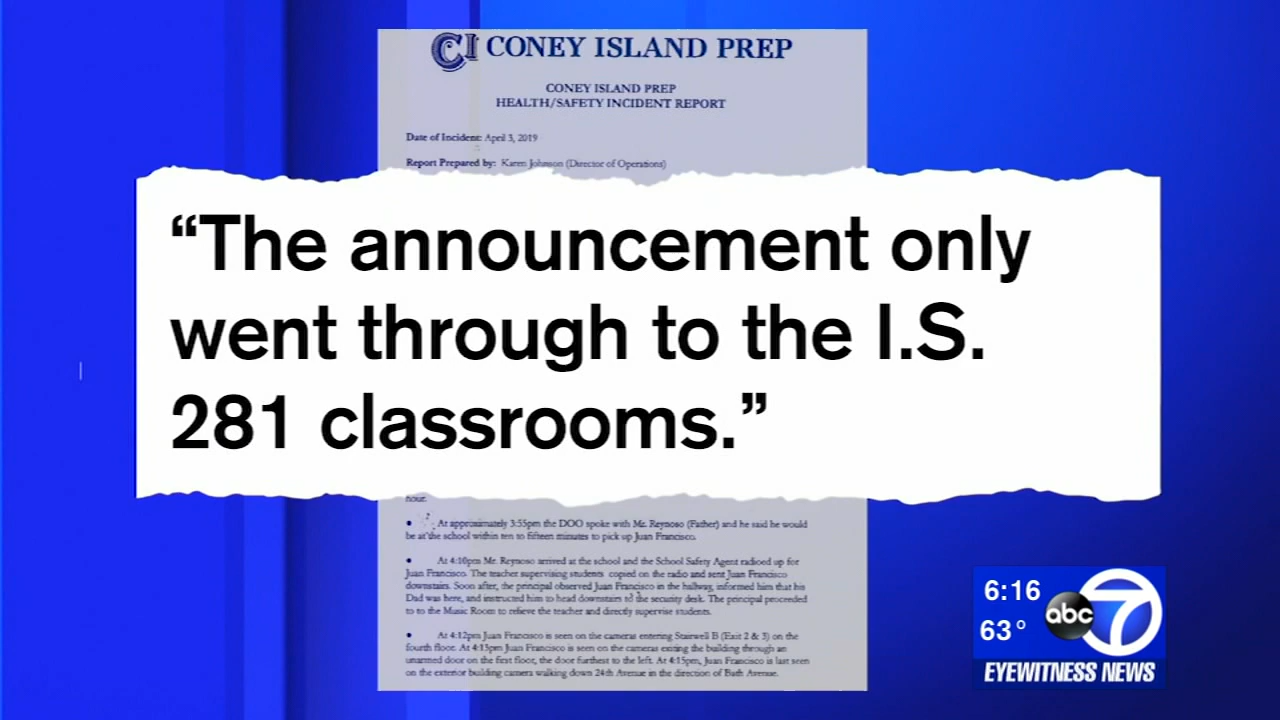 CI CONEY ISLAND PREP
CONEY ISLAND PREP
HEALTH/SAFETY INCIDENT REPORT
Date of Incident: April 3, 2019
Report Prepared by: Karen Johnson (Director of Operations)
“The announcement only
went through to the I.S.
281 classrooms.”
hour.
• At approximately 3:55pm the DOO spoke with Mr. Reynoso (Father) and he said he would
be at the school within ten to fifteen minutes to pick up Juan Francisco.
• At 4:10pm Mr. Reynoso arrived at the school and the School Safety Agent radioed up for
Juan Francisco. The teacher supervising students copied on the radio and sent Juan Francisco
downstairs. Soon after, the principal observed Juan Francisco in the hallway, informed him that his
Dad was here, and instructed him to head downstairs to the security desk. The principal proceeded
to to the Music Room to relieve the teacher and directly supervise students.
• At 4:12pm Juan Francisco is seen on the cameras entering Stairwell B (Exit 2 & 3) on the
fourth floor. At 4:13pm Juan Francisco is seen on the cameras exiting the building through an
unarmed door on the first floor, the door furthest to the left. At 4:15pm, Juan Francisco is last seen
on the exterior building camera walking down 24th Avenue in the direction of Bath Avenue.
6:16
63°
abc 7
EYEWITNESS NEWS